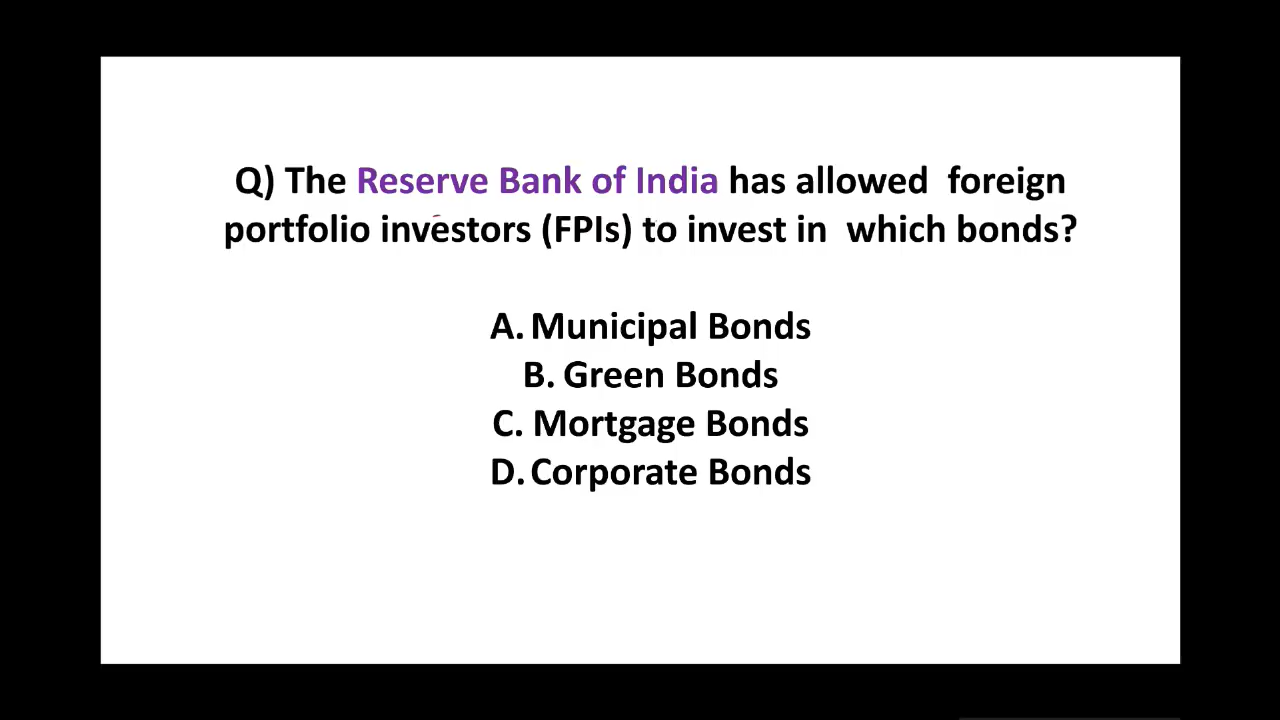 Q) The Reserve Bank of India has allowed foreign
portfolio investors (FPIs) to invest in which bonds?
A. Municipal Bonds
B. Green Bonds
C. Mortgage Bonds
D. Corporate Bonds